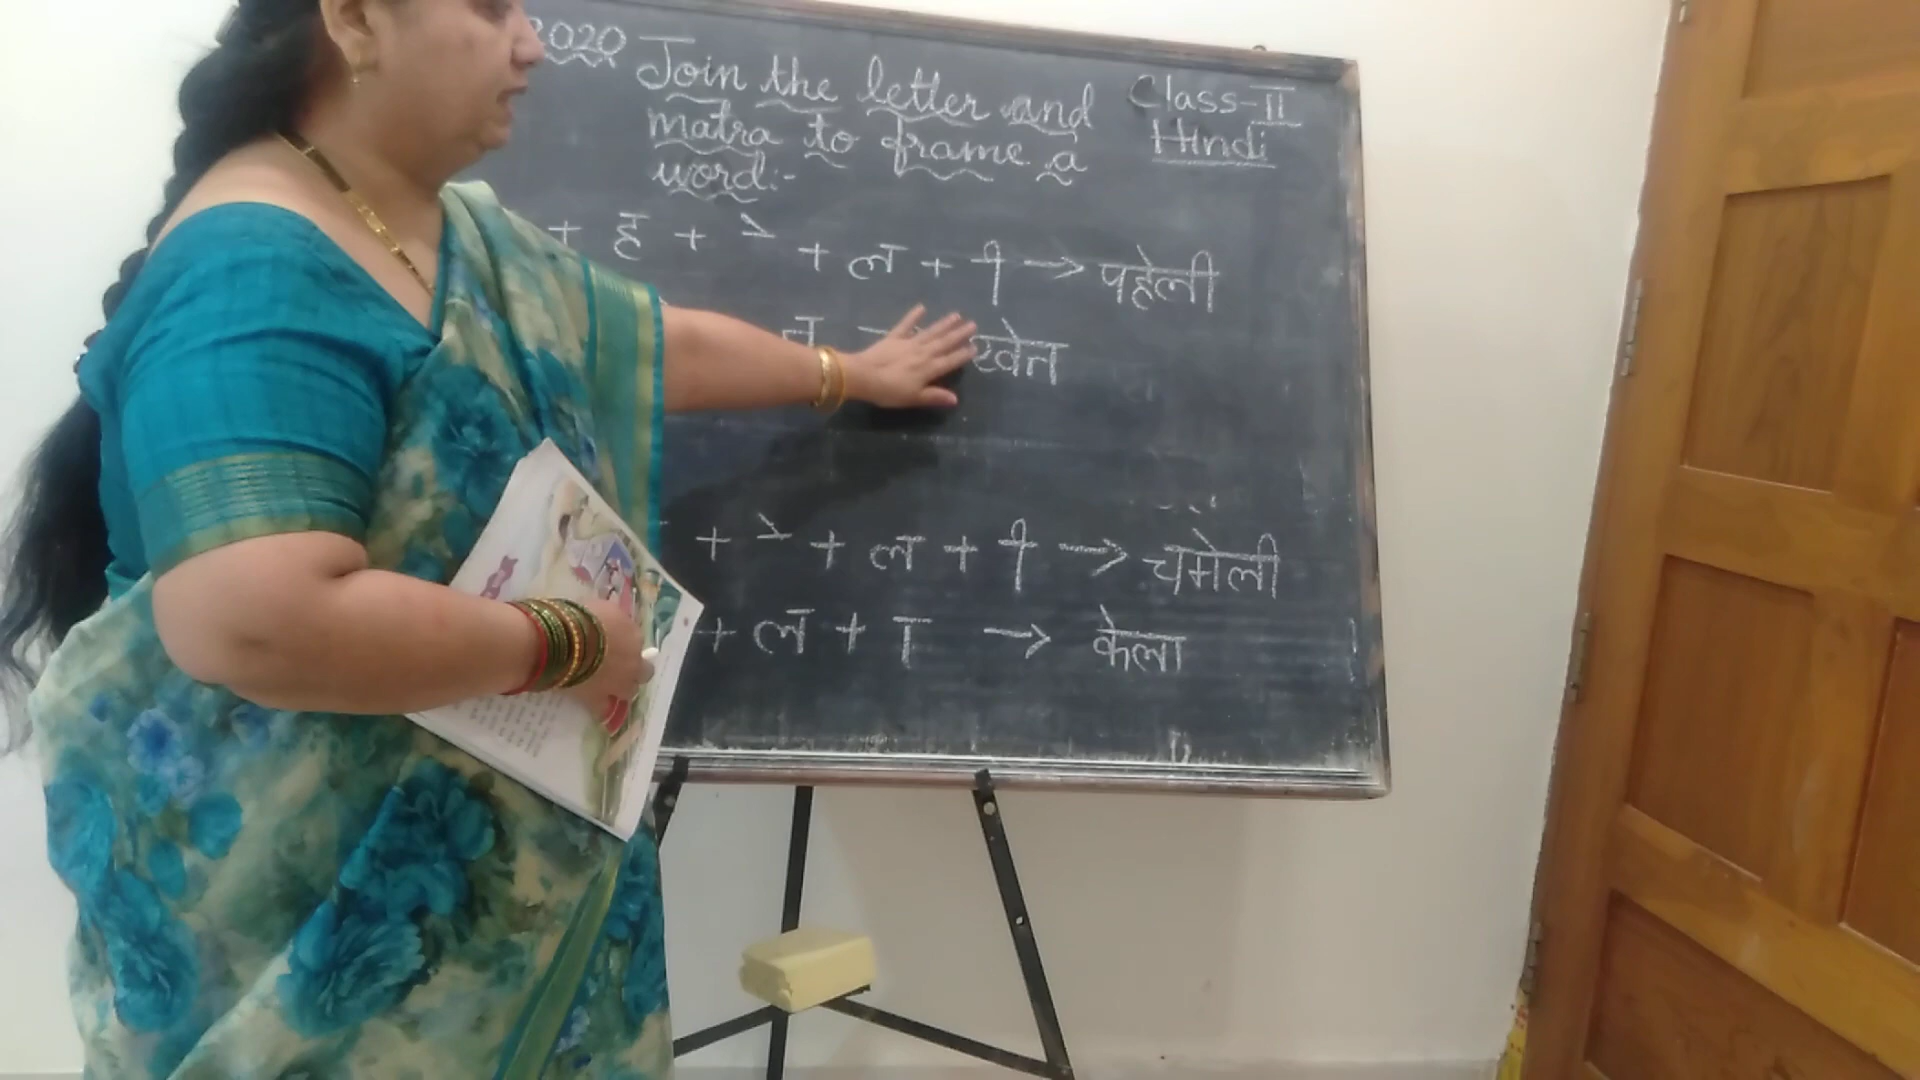 2020 Join the letter and
matra to frame a
word:-
Class-II
Hindi
+ ह + े + ल + ी → पहेली
त → खेत
+ े + ल + ी → चमेली
+ ल + ा → केला